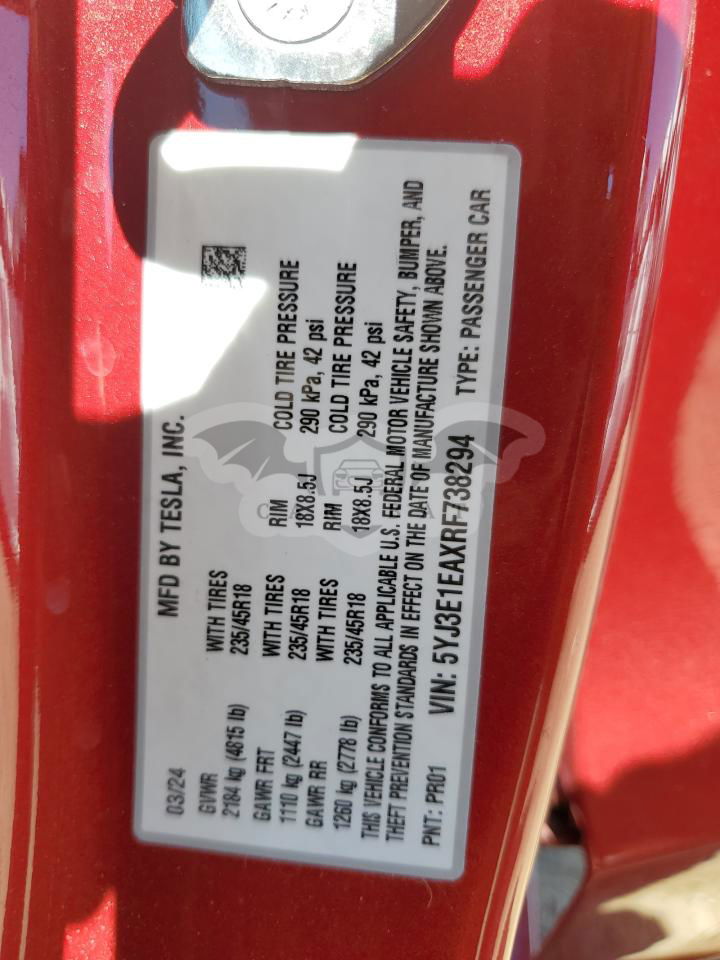 MFD BY TESLA, INC.
03/24
GVWR WITH TIRES RIM COLD TIRE PRESSURE
2184 kg (4815 lb) 235/45R18 18X8.5J 290 kPa, 42 psi
GAWR FRT WITH TIRES RIM COLD TIRE PRESSURE
1110 kg (2447 lb) 235/45R18 18X8.5J 290 kPa, 42 psi
GAWR RR WITH TIRES
1260 kg (2778 lb) 235/45R18
THIS VEHICLE CONFORMS TO ALL APPLICABLE U.S. FEDERAL MOTOR VEHICLE SAFETY, BUMPER, AND
THEFT PREVENTION STANDARDS IN EFFECT ON THE DATE OF MANUFACTURE SHOWN ABOVE.
PNT: PR01 VIN: 5YJ3E1EAXRF738294 TYPE: PASSENGER CAR